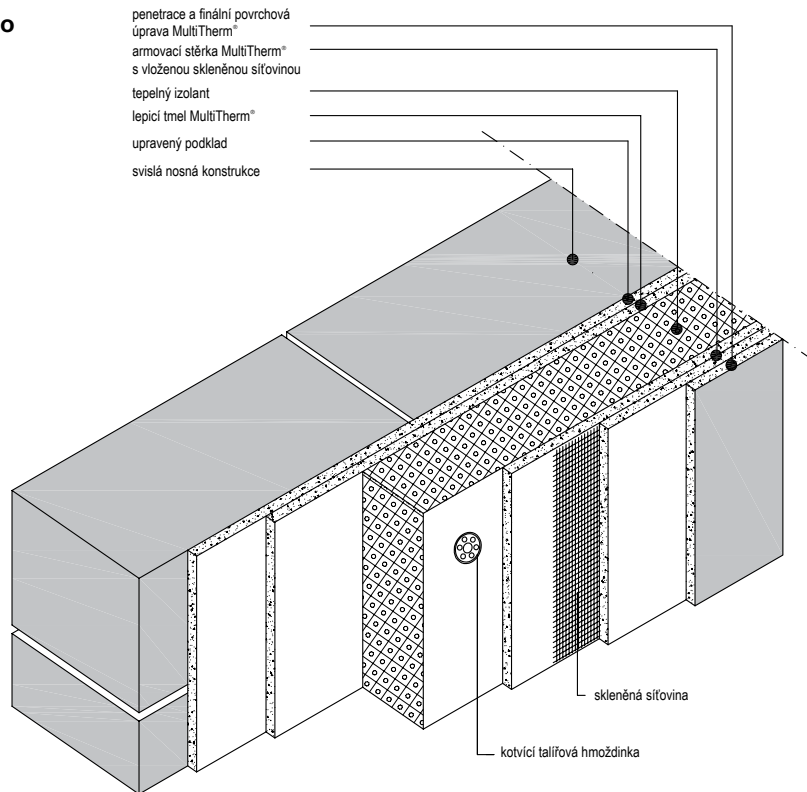 o
penetrace a finální povrchová
úprava MultiTherm®
armovací stěrka MultiTherm®
s vloženou skleněnou síťovinou
tepelný izolant
lepicí tmel MultiTherm®
upravený podklad
svislá nosná konstrukce
skleněná síťovina
kotvící talířová hmoždinka